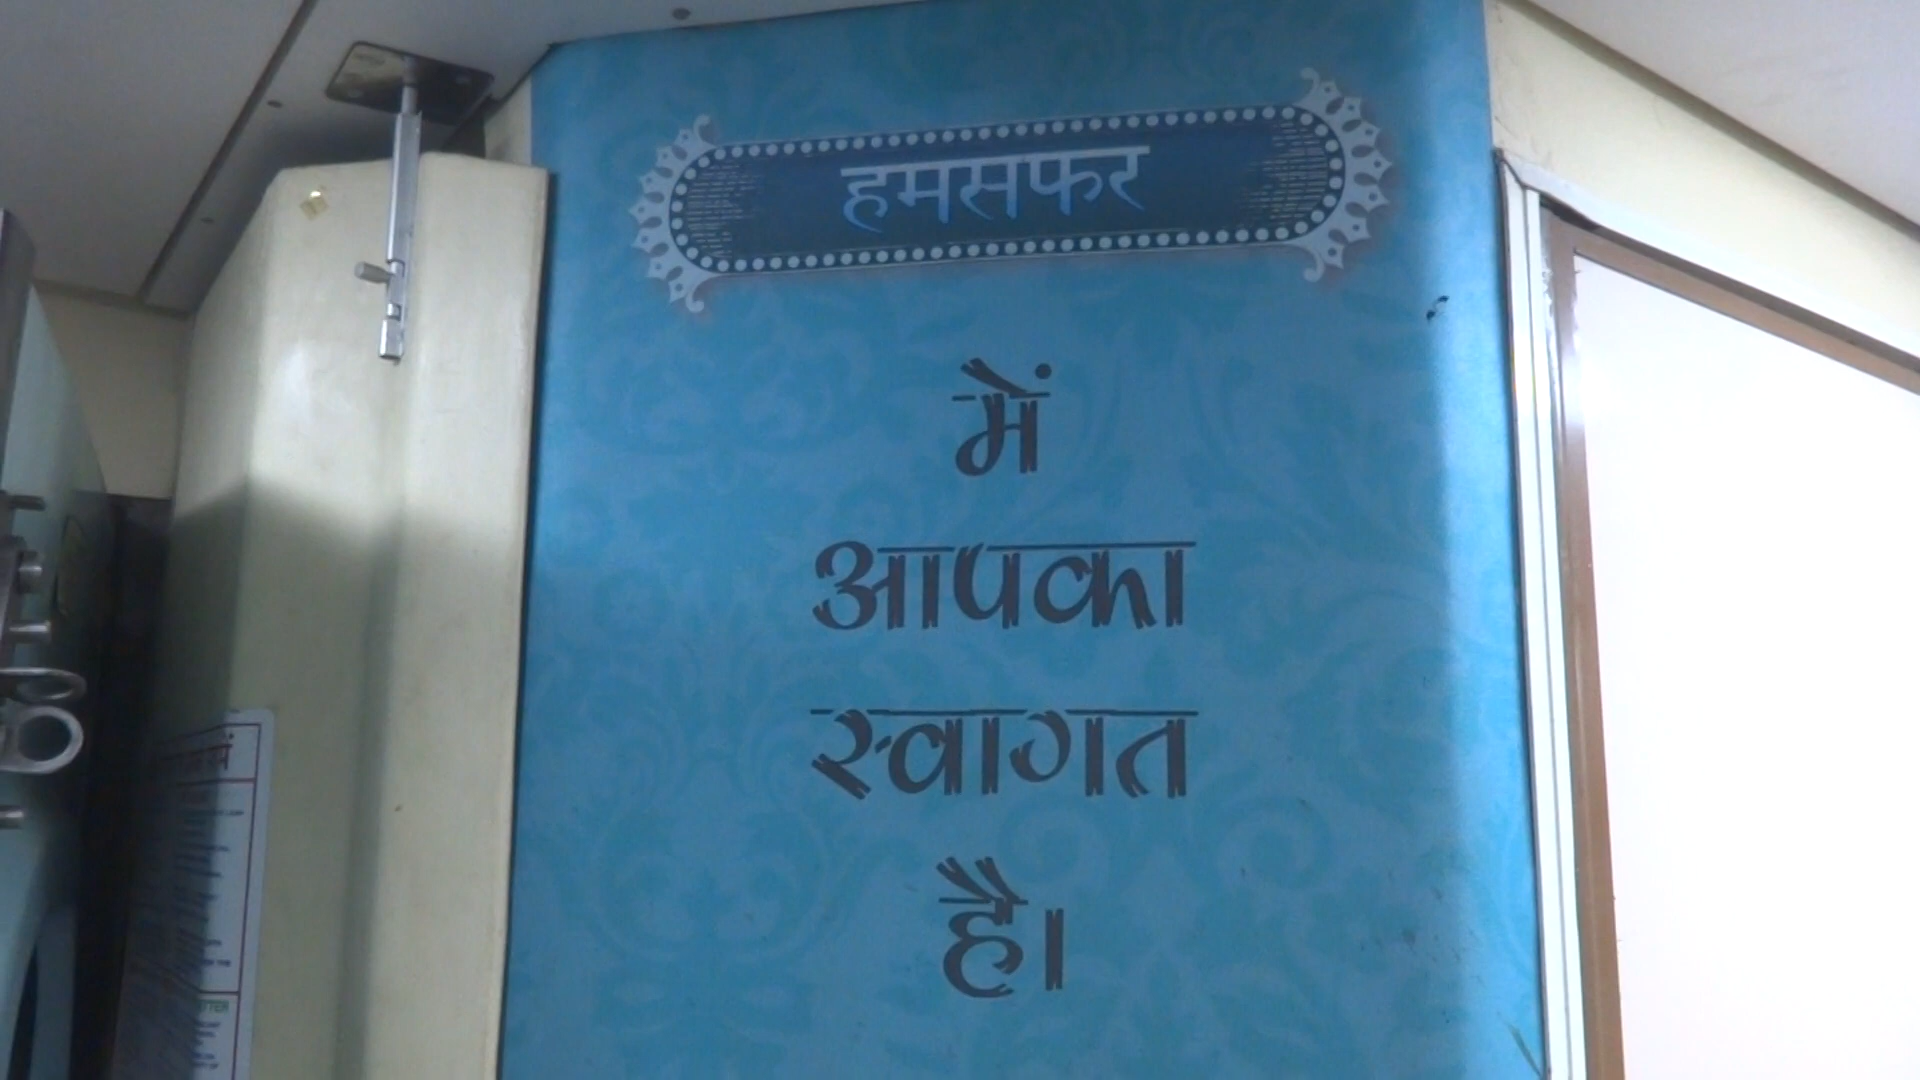 हमसफर
में
आपका
स्वागत
है।